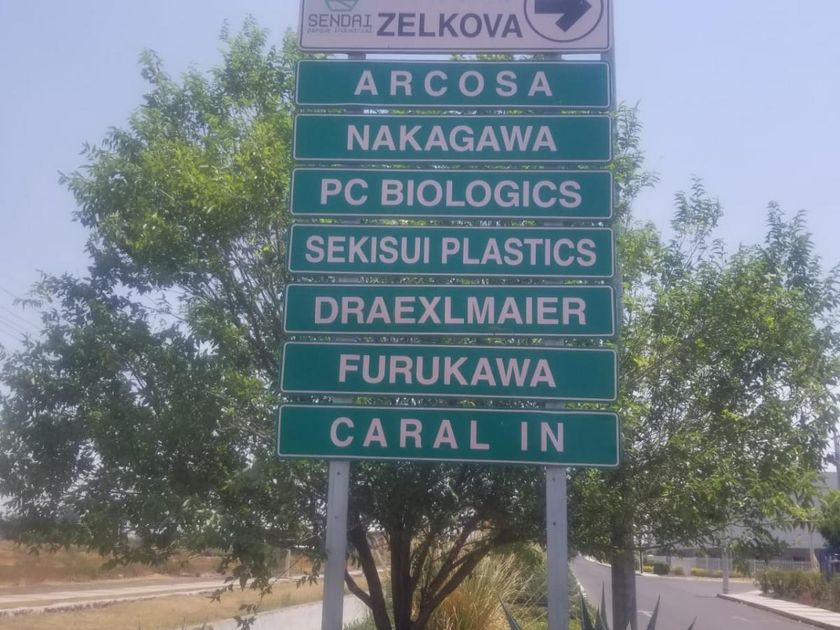 SENDAI
parque industrial
ZELKOVA
ARCOSA
NAKAGAWA
PC BIOLOGICS
SEKISUI PLASTICS
DRAEXLMAIER
FURUKAWA
CARAL IN